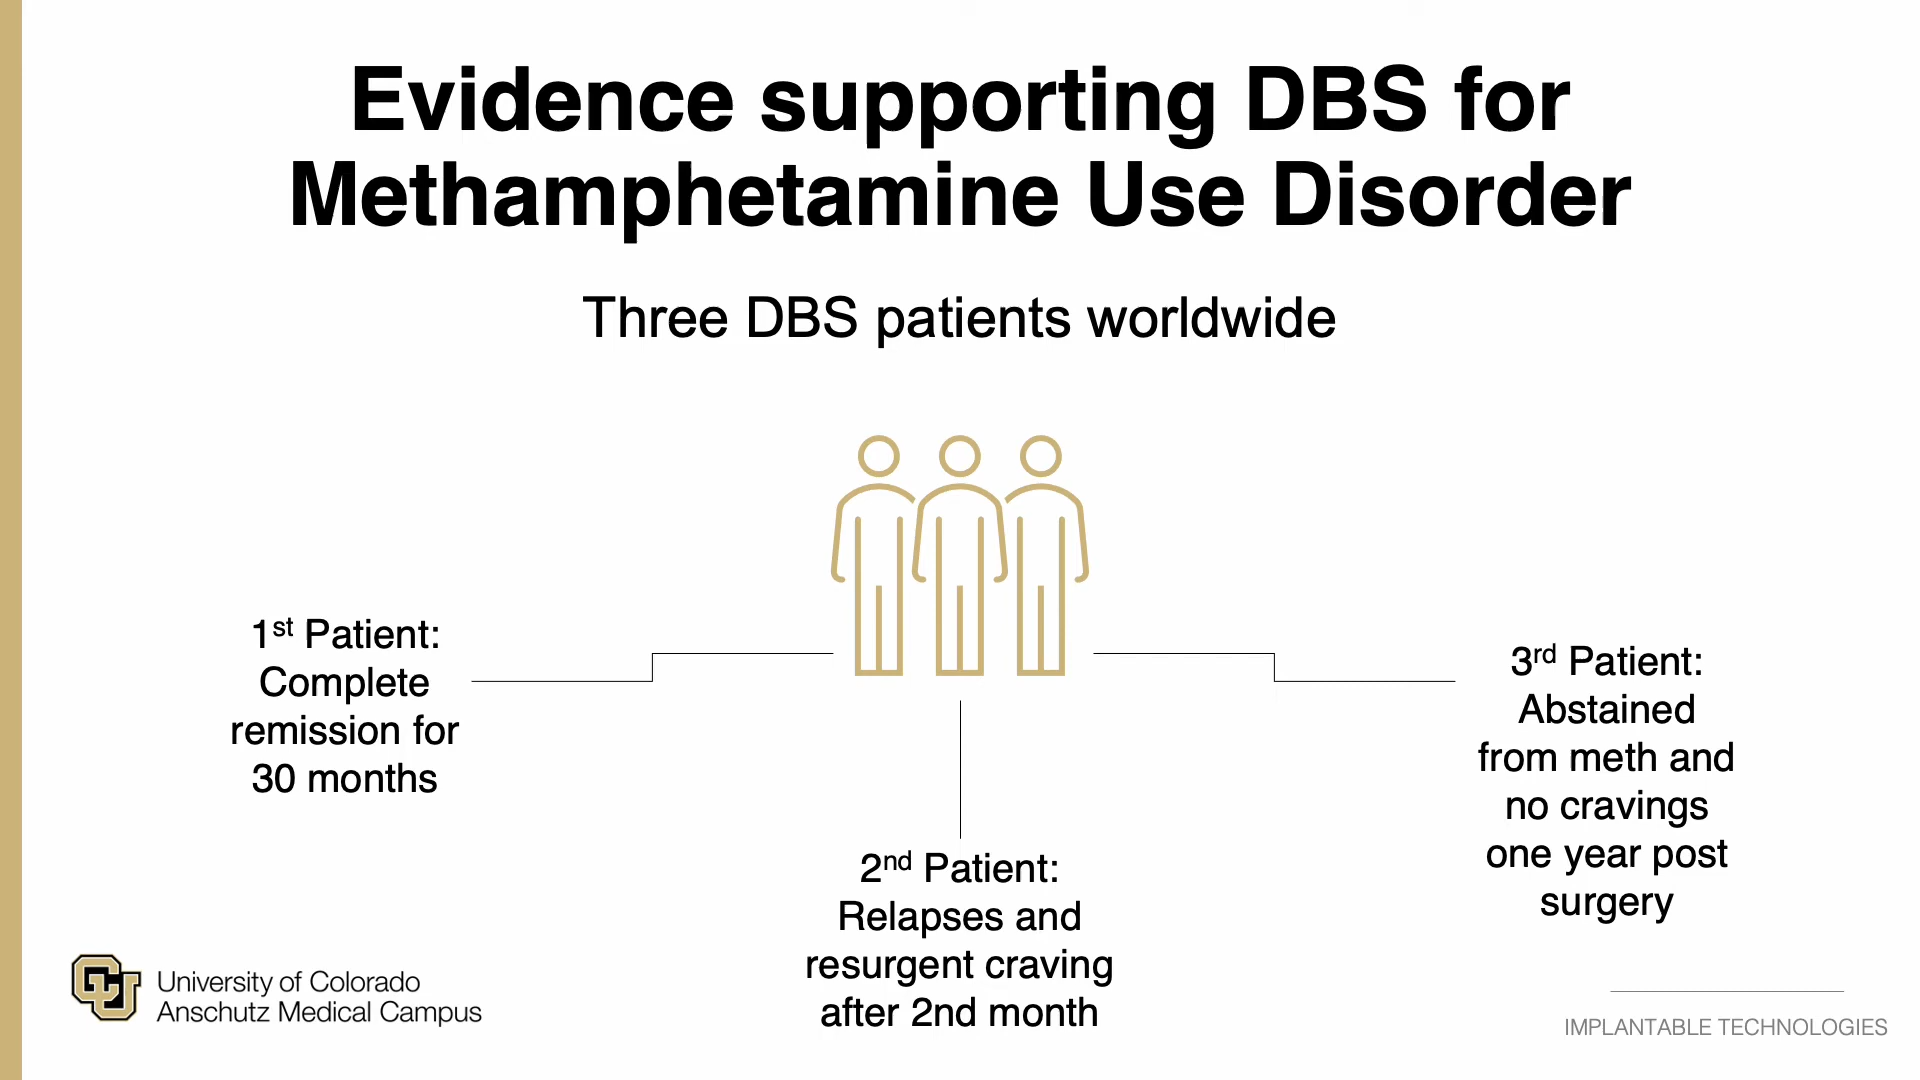 Evidence supporting DBS for
Methamphetamine Use Disorder
Three DBS patients worldwide
1st Patient:
Complete
remission for
30 months
2nd Patient:
Relapses and
resurgent craving
after 2nd month
3rd Patient:
Abstained
from meth and
no cravings
one year post
surgery
CU
University of Colorado
Anschutz Medical Campus
IMPLANTABLE TECHNOLOGIES